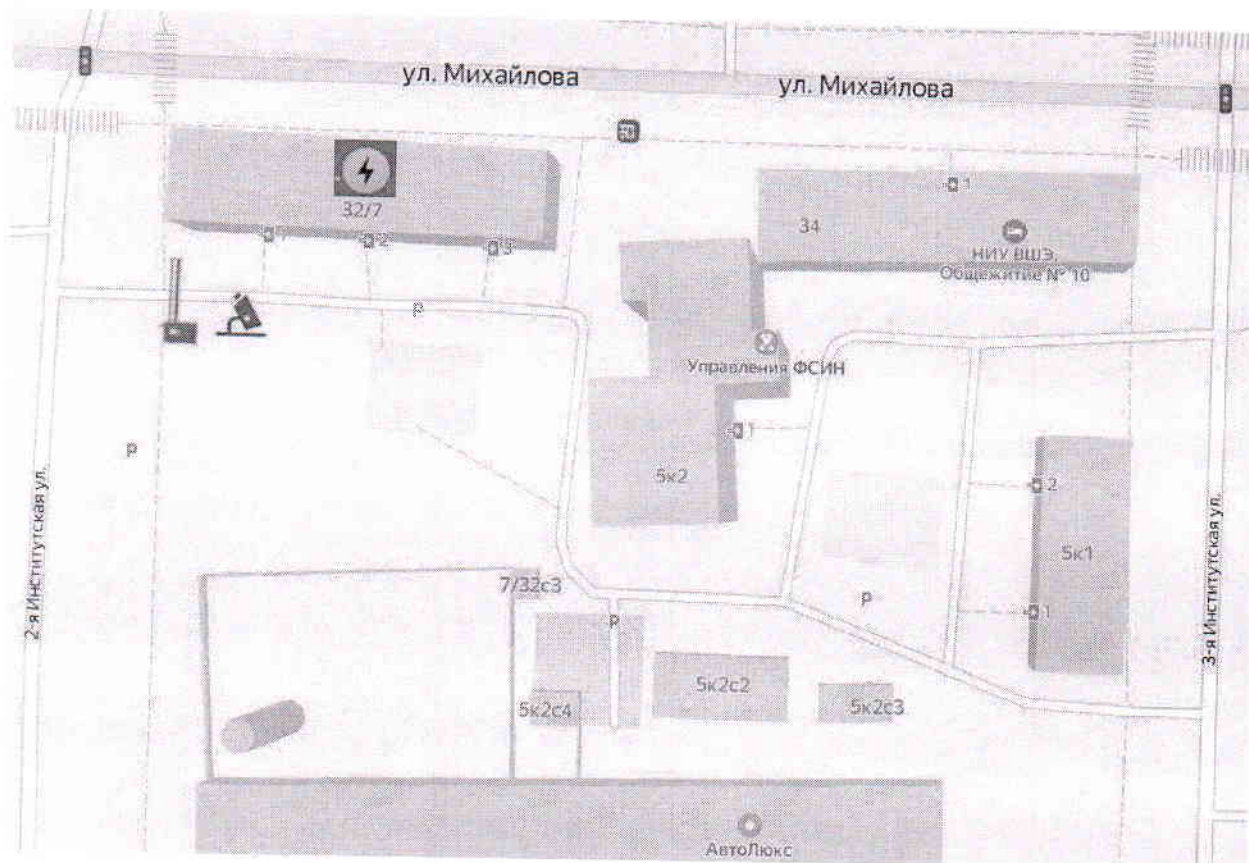 ул. Михайлова
ул. Михайлова
32/7
1
2
3
34
1
НИУ ВШЭ,
Общежитие № 10
P
Управления ФСИН
1
5к2
P
2
5к1
1
P
2-я Институтская ул.
3-я Институтская ул.
7/32с3
P
5к2с4
5к2с2
5к2с3
АвтоЛюкс